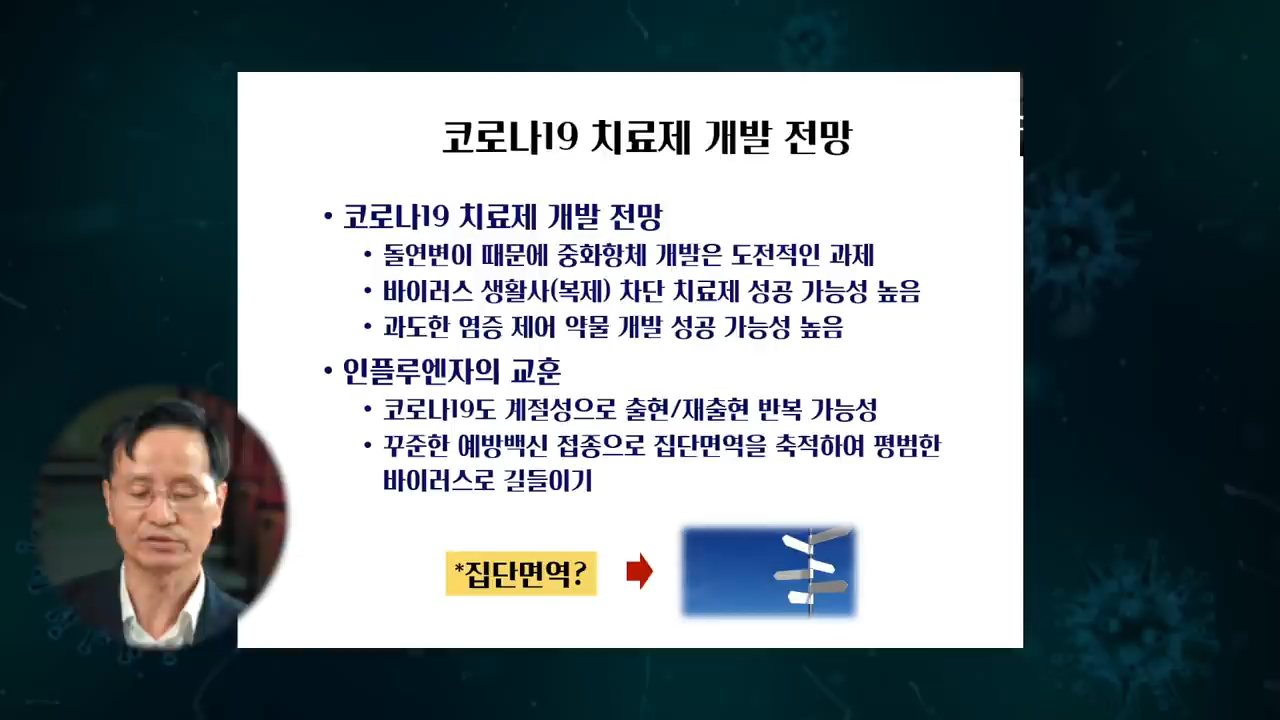 코로나19 치료제 개발 전망
• 코로나19 치료제 개발 전망
• 돌연변이 때문에 중화항체 개발은 도전적인 과제
• 바이러스 생활사(복제) 차단 치료제 성공 가능성 높음
• 과도한 염증 제어 약물 개발 성공 가능성 높음
• 인플루엔자의 교훈
• 코로나19도 계절성으로 출현/재출현 반복 가능성
• 꾸준한 예방백신 접종으로 집단면역을 축적하여 평범한
바이러스로 길들이기
*집단면역?